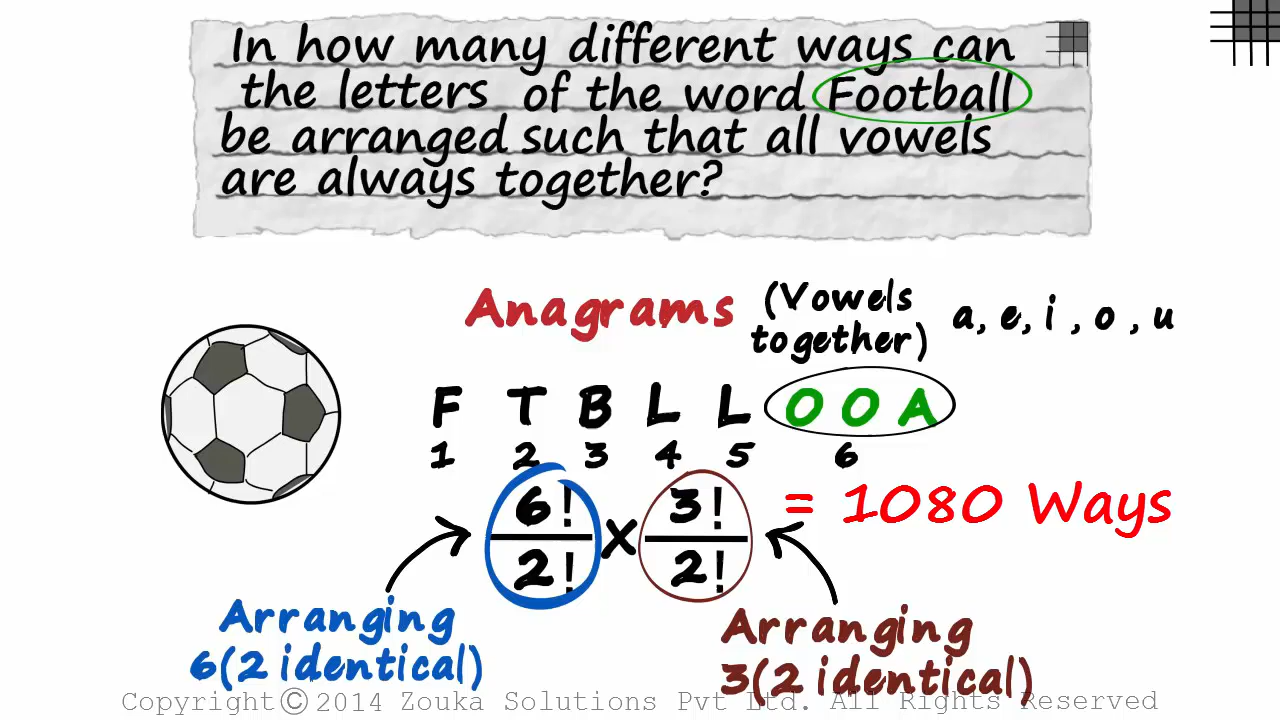 In how many different ways can
the letters of the word Football
be arranged such that all vowels
are always together?
Anagrams (Vowels together) a, e, i, o, u
F T B L L O O A
1 2 3 4 5 6
6! / 2! x 3! / 2! = 1080 Ways
Arranging
6(2 identical)
Arranging
3(2 identical)
Copyright©2014 Zouka Solutions Pvt Ltd. All Rights Reserved